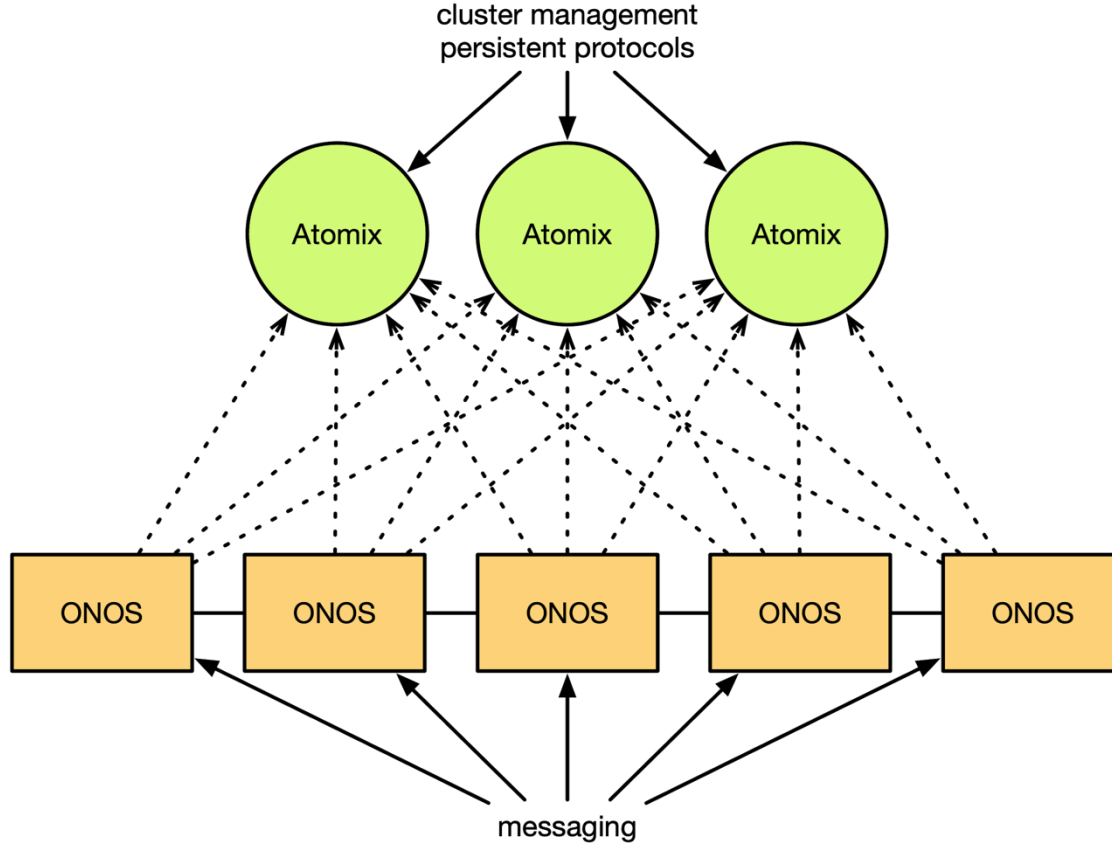 cluster management
persistent protocols
Atomix
Atomix
Atomix
ONOS
ONOS
ONOS
ONOS
ONOS
messaging